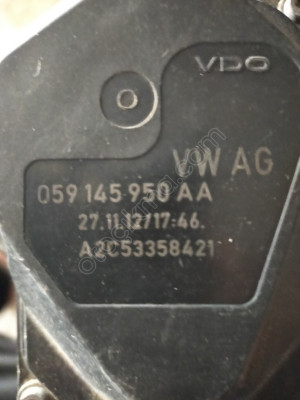 VDO
VW AG
059 145 950 AA
27.11.12/17:46.
A2C53358421